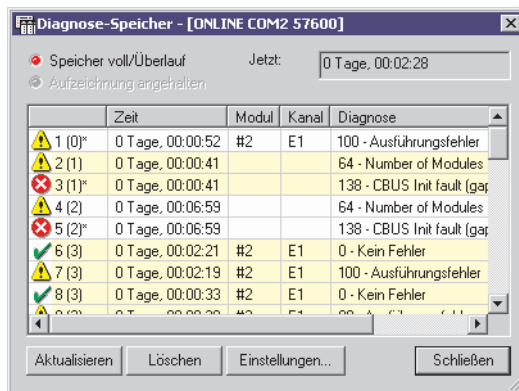 Diagnose-Speicher - [ONLINE COM2 57600]
Speicher voll/Überlauf Jetzt: 0 Tage, 00:02:28
Aufzeichnung angehalten
Zeit Modul Kanal Diagnose
1 (0)* 0 Tage, 00:00:52 #2 E1 100 - Ausführungsfehler
2 (1) 0 Tage, 00:00:41 64 - Number of Modules
3 (1)* 0 Tage, 00:00:41 138 - CBUS Init fault (gap
4 (2) 0 Tage, 00:06:59 64 - Number of Modules
5 (2)* 0 Tage, 00:06:59 138 - CBUS Init fault (gap
6 (3) 0 Tage, 00:02:21 #2 E1 0 - Kein Fehler
7 (3) 0 Tage, 00:02:19 #2 E1 100 - Ausführungsfehler
8 (3) 0 Tage, 00:00:33 #2 E1 0 - Kein Fehler
Aktualisieren Löschen Einstellungen... Schließen